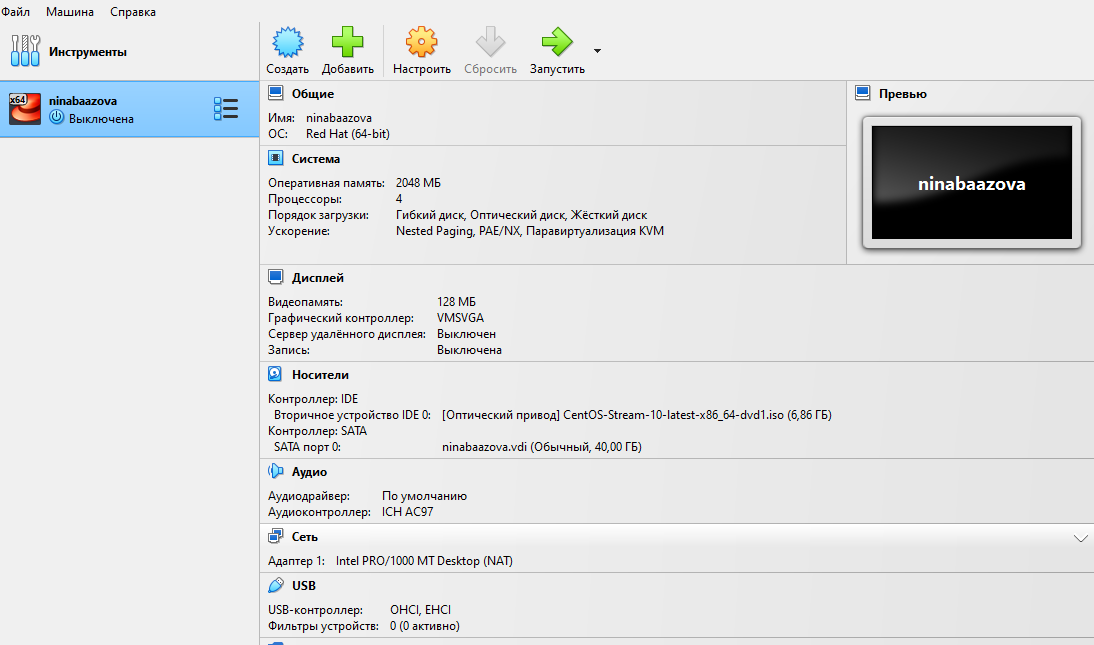 Файл Машина Справка
Инструменты
Создать Добавить Настроить Сбросить Запустить
x64
ninabaazova
Выключена
Общие
Имя: ninabaazova
ОС: Red Hat (64-bit)
Превью
ninabaazova
Система
Оперативная память: 2048 МБ
Процессоры: 4
Порядок загрузки: Гибкий диск, Оптический диск, Жёсткий диск
Ускорение: Nested Paging, PAE/NX, Паравиртуализация KVM
Дисплей
Видеопамять: 128 МБ
Графический контроллер: VMSVGA
Сервер удалённого дисплея: Выключен
Запись: Выключена
Носители
Контроллер: IDE
Вторичное устройство IDE 0: [Оптический привод] CentOS-Stream-10-latest-x86_64-dvd1.iso (6,86 ГБ)
Контроллер: SATA
SATA порт 0: ninabaazova.vdi (Обычный, 40,00 ГБ)
Аудио
Аудиодрайвер: По умолчанию
Аудиоконтроллер: ICH AC97
Сеть
Адаптер 1: Intel PRO/1000 MT Desktop (NAT)
USB
USB-контроллер: OHCI, EHCI
Фильтры устройств: 0 (0 активно)